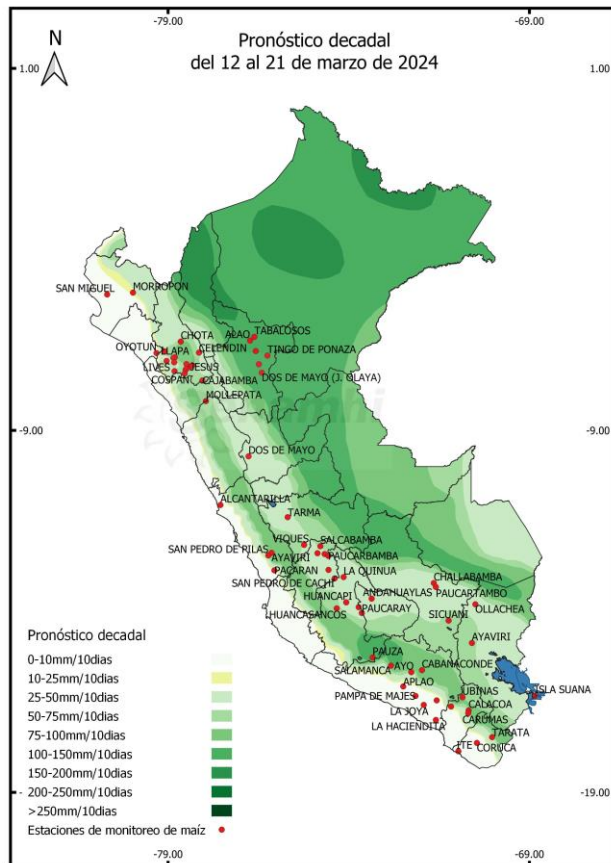 -79.00
-69.00
Pronóstico decadal
del 12 al 21 de marzo de 2024
N
1.00
1.00
SAN MIGUEL
MORROPON
CHOTA
ALAO
TABALOSOS
OYOTUN
LLAPA
CELENDIN
TINGO DE PONAZA
LIVES
JESUS
COSPAN
CAJABAMBA
DOS DE MAYO (J. OLAYA)
MOLLEPATA
-9.00
-9.00
DOS DE MAYO
ALCANTARILLA
TARMA
VIQUES
SALCABAMBA
SAN PEDRO DE PILAS
AYAVIRI
PAUCARBAMBA
PACARAN
LA QUINUA
SAN PEDRO DE CACHI
CHALLABAMBA
HUANCAPI
ANDAHUAYLAS
PAUCARTAMBO
HUANCASANCOS
PAUCARAY
OLLACHEA
SICUANI
AYAVIRI
PAUZA
SALAMANCA
AYO
CABANACONDE
APLAO
PAMPA DE MAJES
UBINAS
ISLA SUANA
LA JOYA
CALACOA
LA HACIENDITA
CARUMAS
TARATA
ITE
CORUCA
Pronóstico decadal
0-10mm/10dias
10-25mm/10dias
25-50mm/10dias
50-75mm/10dias
75-100mm/10dias
100-150mm/10dias
150-200mm/10dias
200-250mm/10dias
>250mm/10dias
Estaciones de monitoreo de maíz
-19.00
-19.00
-79.00
-69.00